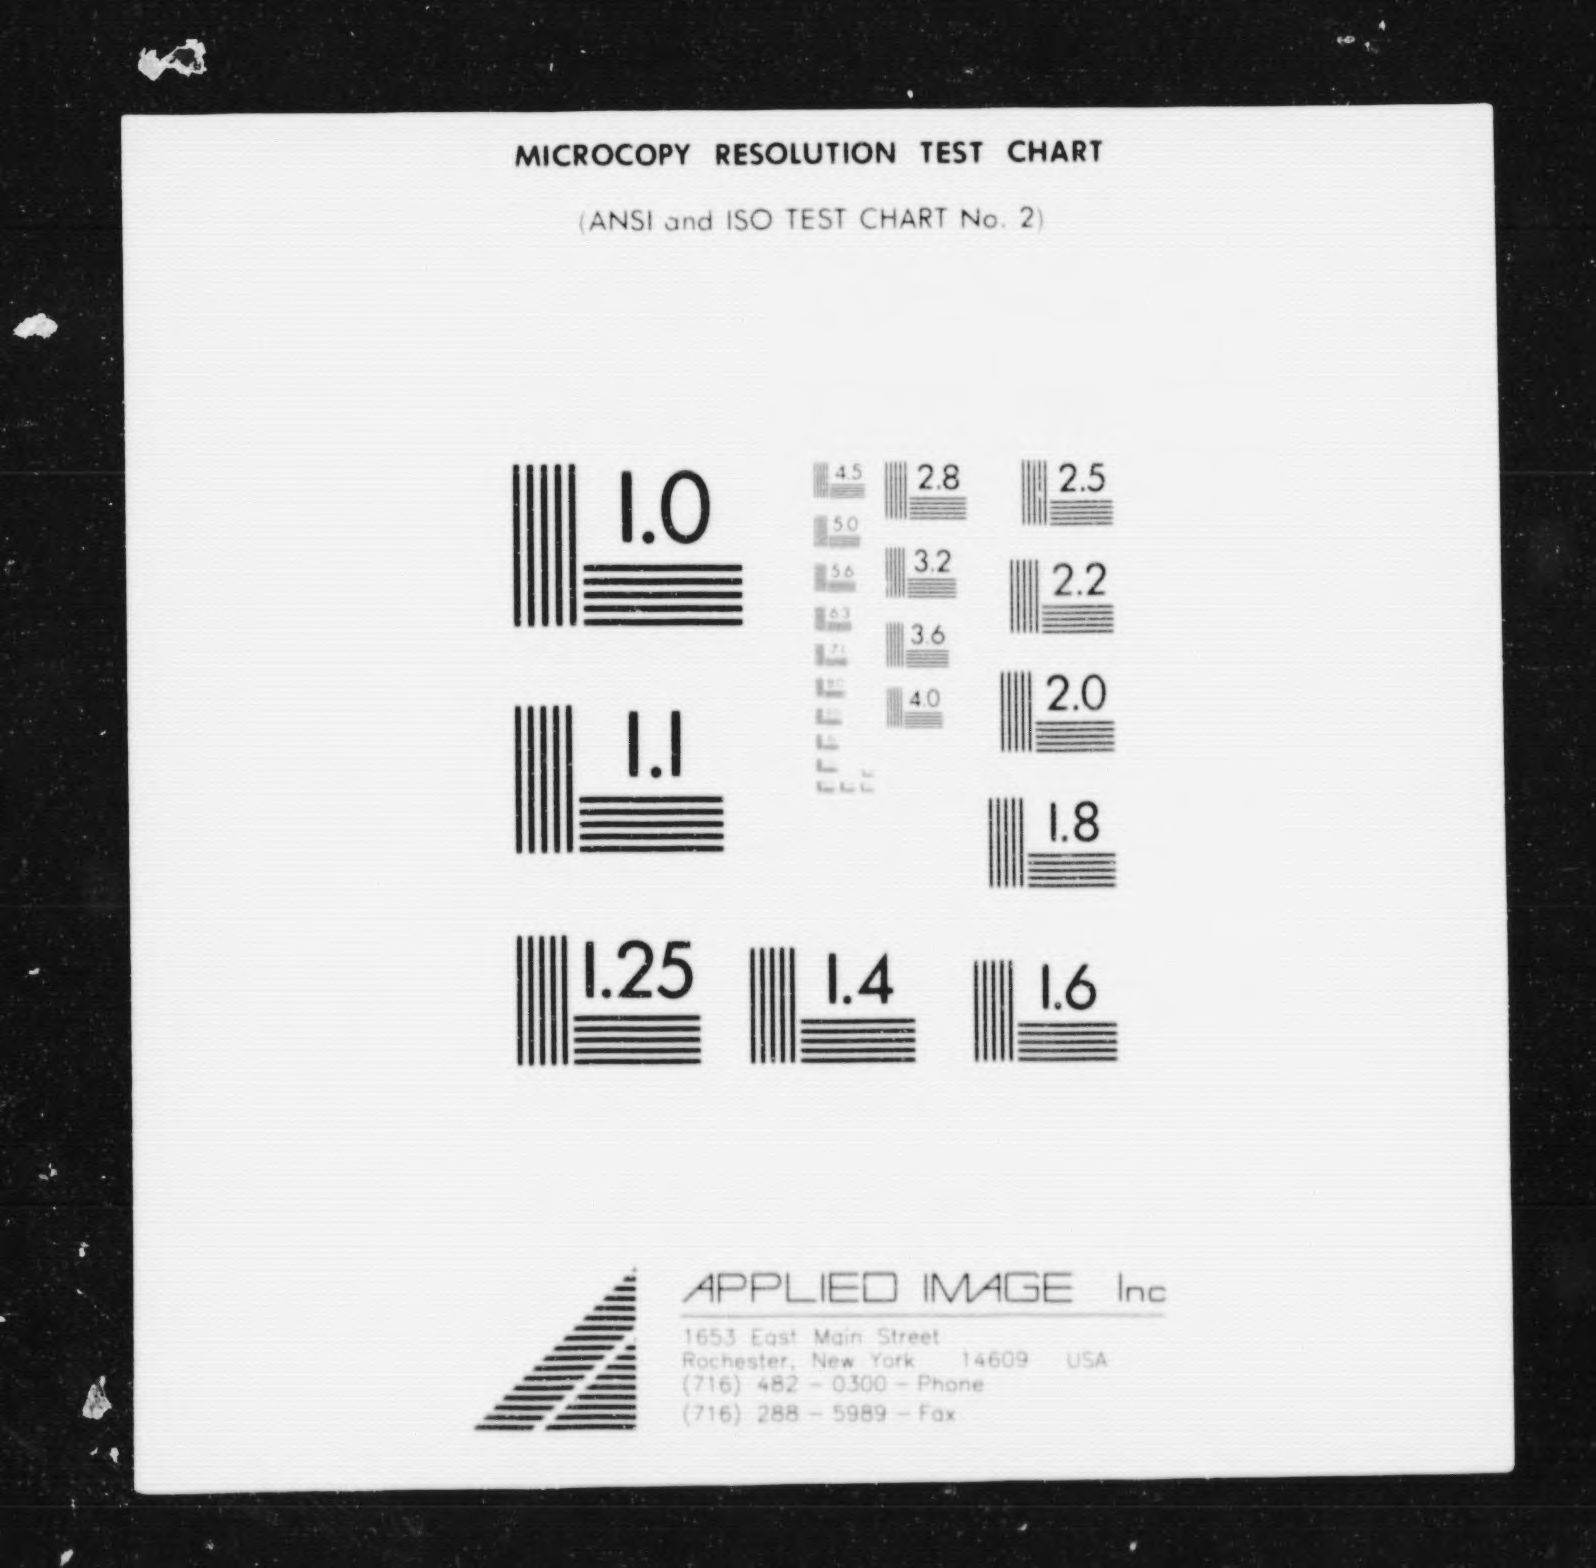 MICROCOPY RESOLUTION TEST CHART
(ANSI and ISO TEST CHART No. 2)
1.0
4.5
2.8
2.5
5.0
3.2
2.2
5.6
6.3
3.6
7.1
2.0
4.0
1.1
1.8
1.25
1.4
1.6
APPLIED IMAGE Inc
1653 East Main Street
Rochester, New York 14609 USA
(716) 482 - 0300 - Phone
(716) 288 - 5989 - Fax